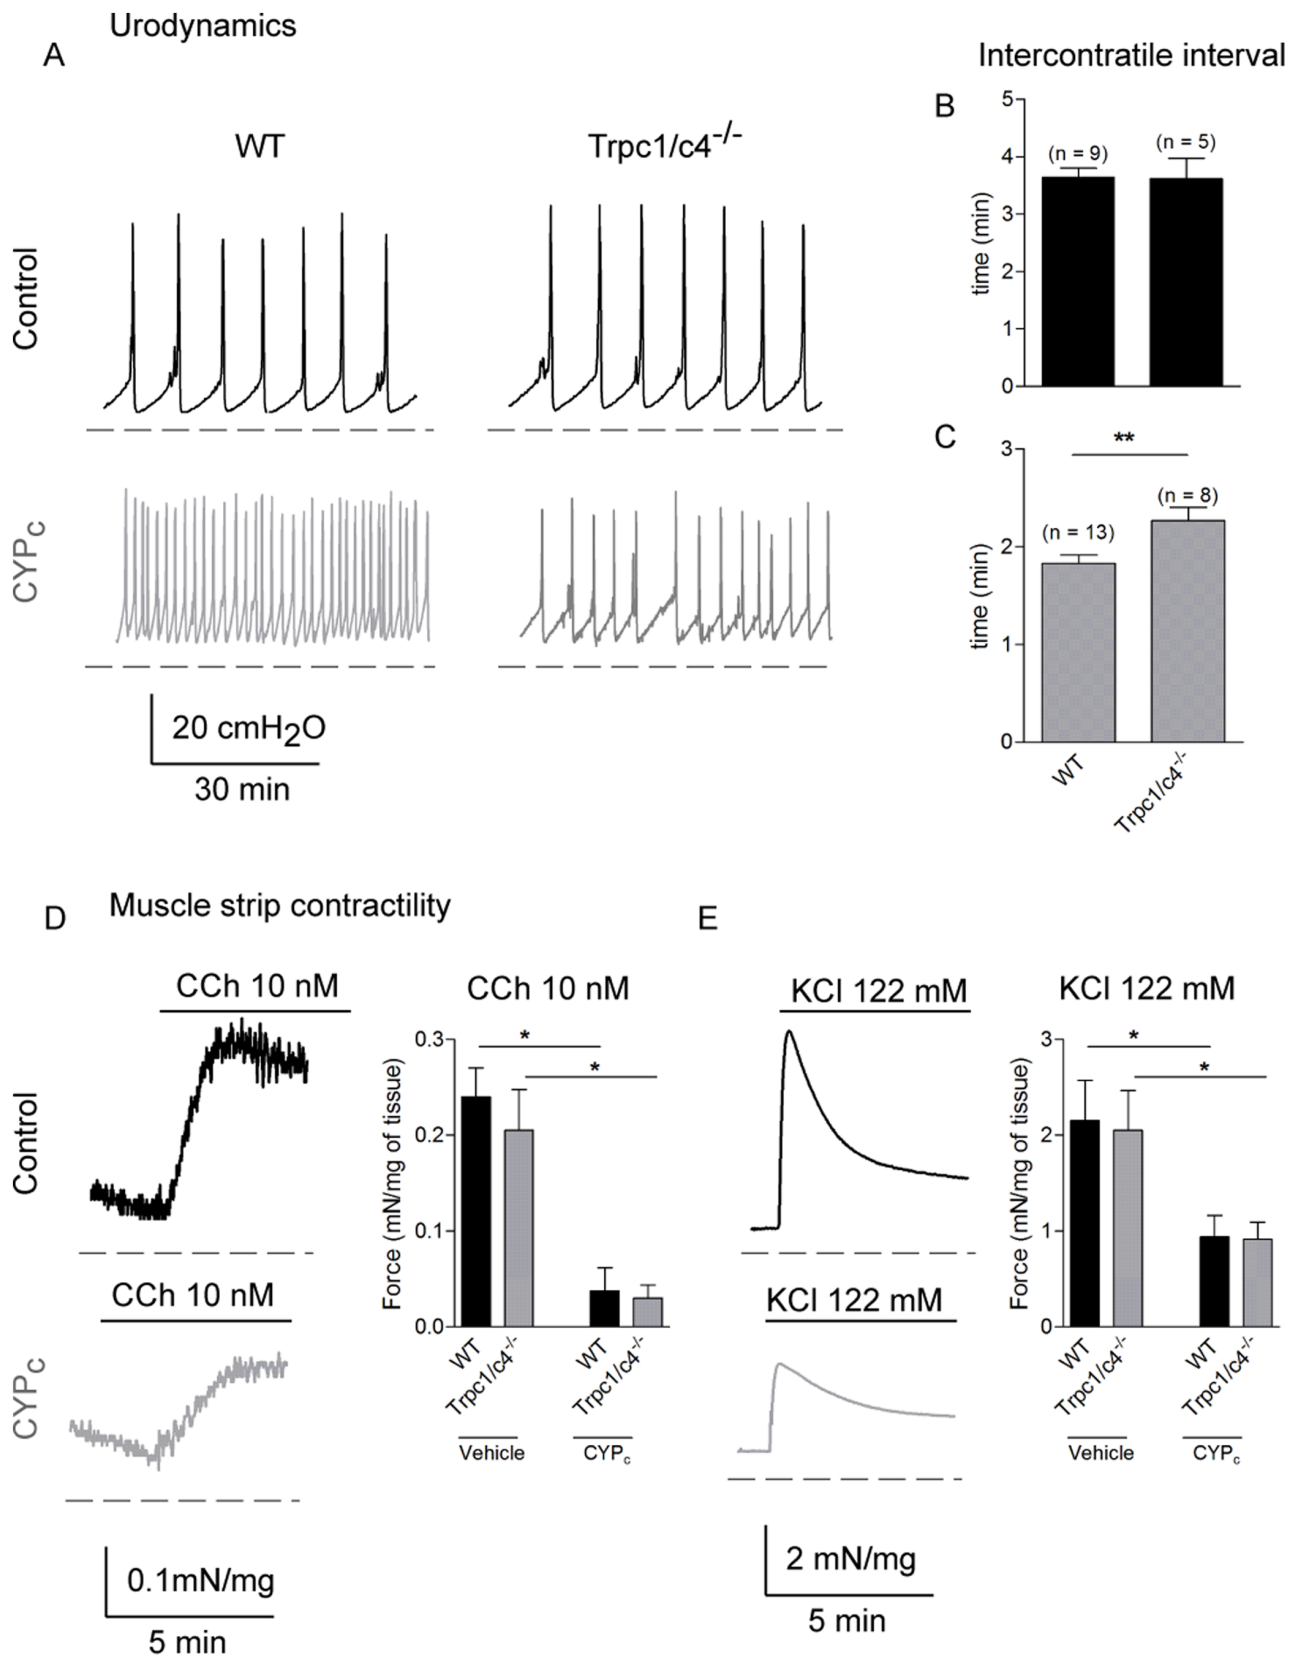 Urodynamics
A
Intercontratile interval
B
WT
Trpc1/c4-/-
Control
5
4
3
2
1
0
time (min)
(n = 9)
(n = 5)
CYPC
C
3
2
1
0
time (min)
**
(n = 13)
(n = 8)
WT
Trpc1/c4-/-
20 cmH2O
30 min
D
Muscle strip contractility
E
CCh 10 nM
CCh 10 nM
KCl 122 mM
KCl 122 mM
Control
0.3
0.2
0.1
0.0
Force (mN/mg of tissue)
*
*
3
2
1
0
Force (mN/mg of tissue)
*
*
CCh 10 nM
KCl 122 mM
CYPC
WT
Trpc1/c4-/-
WT
Trpc1/c4-/-
Vehicle
CYPc
WT
Trpc1/c4-/-
WT
Trpc1/c4-/-
Vehicle
CYPc
0.1mN/mg
5 min
2 mN/mg
5 min